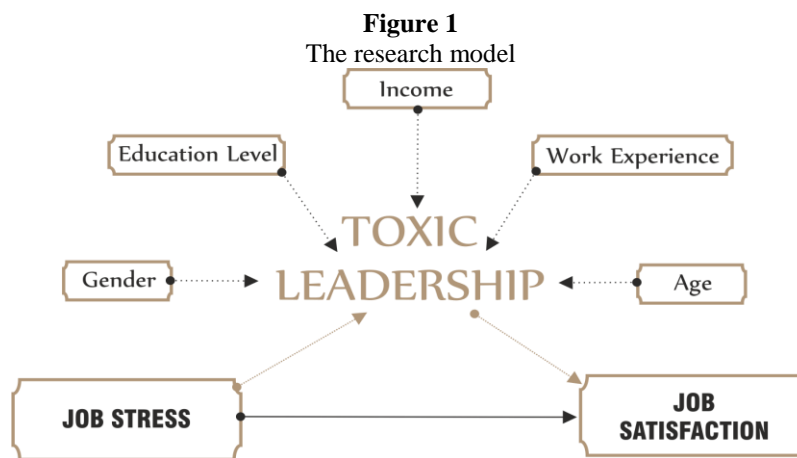 Figure 1
The research model
Income
Education Level
Work Experience
TOXIC
LEADERSHIP
Gender
Age
JOB STRESS
JOB
SATISFACTION